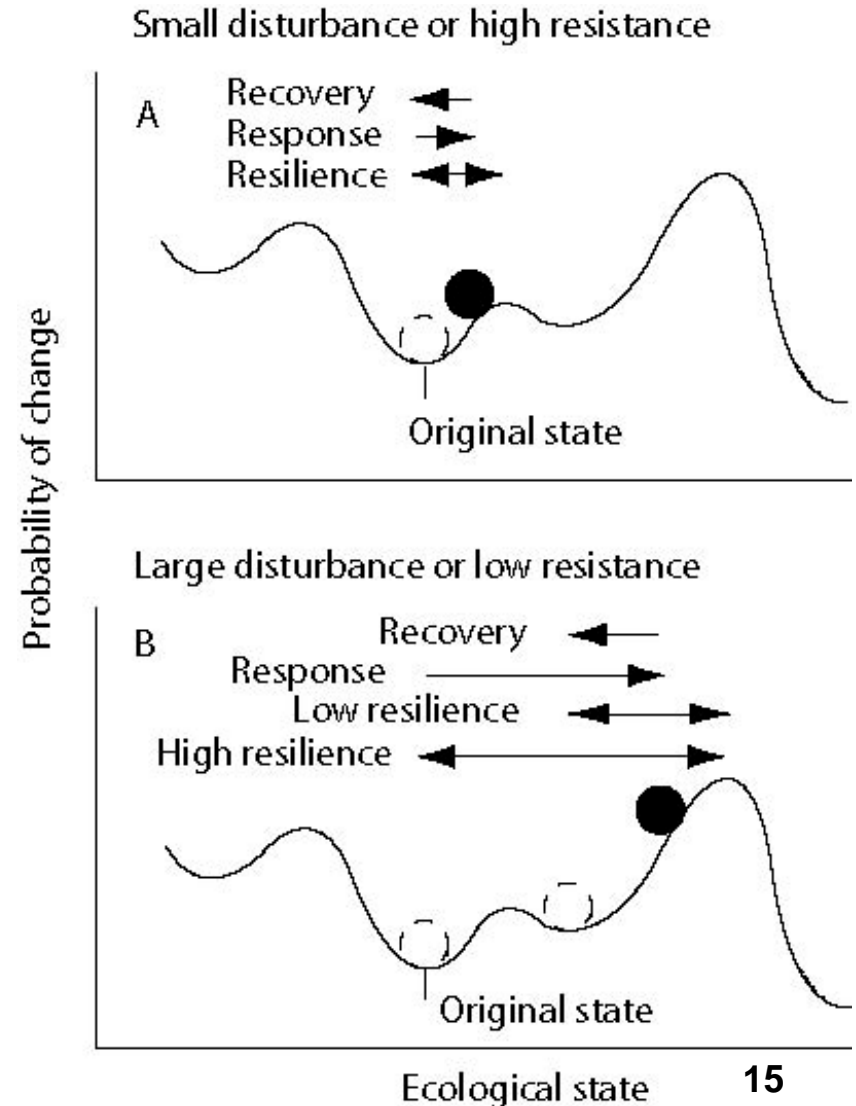 Small disturbance or high resistance
A
Recovery
Response
Resilience
Original state
Probability of change
Large disturbance or low resistance
B
Recovery
Response
Low resilience
High resilience
Original state
Ecological state
15